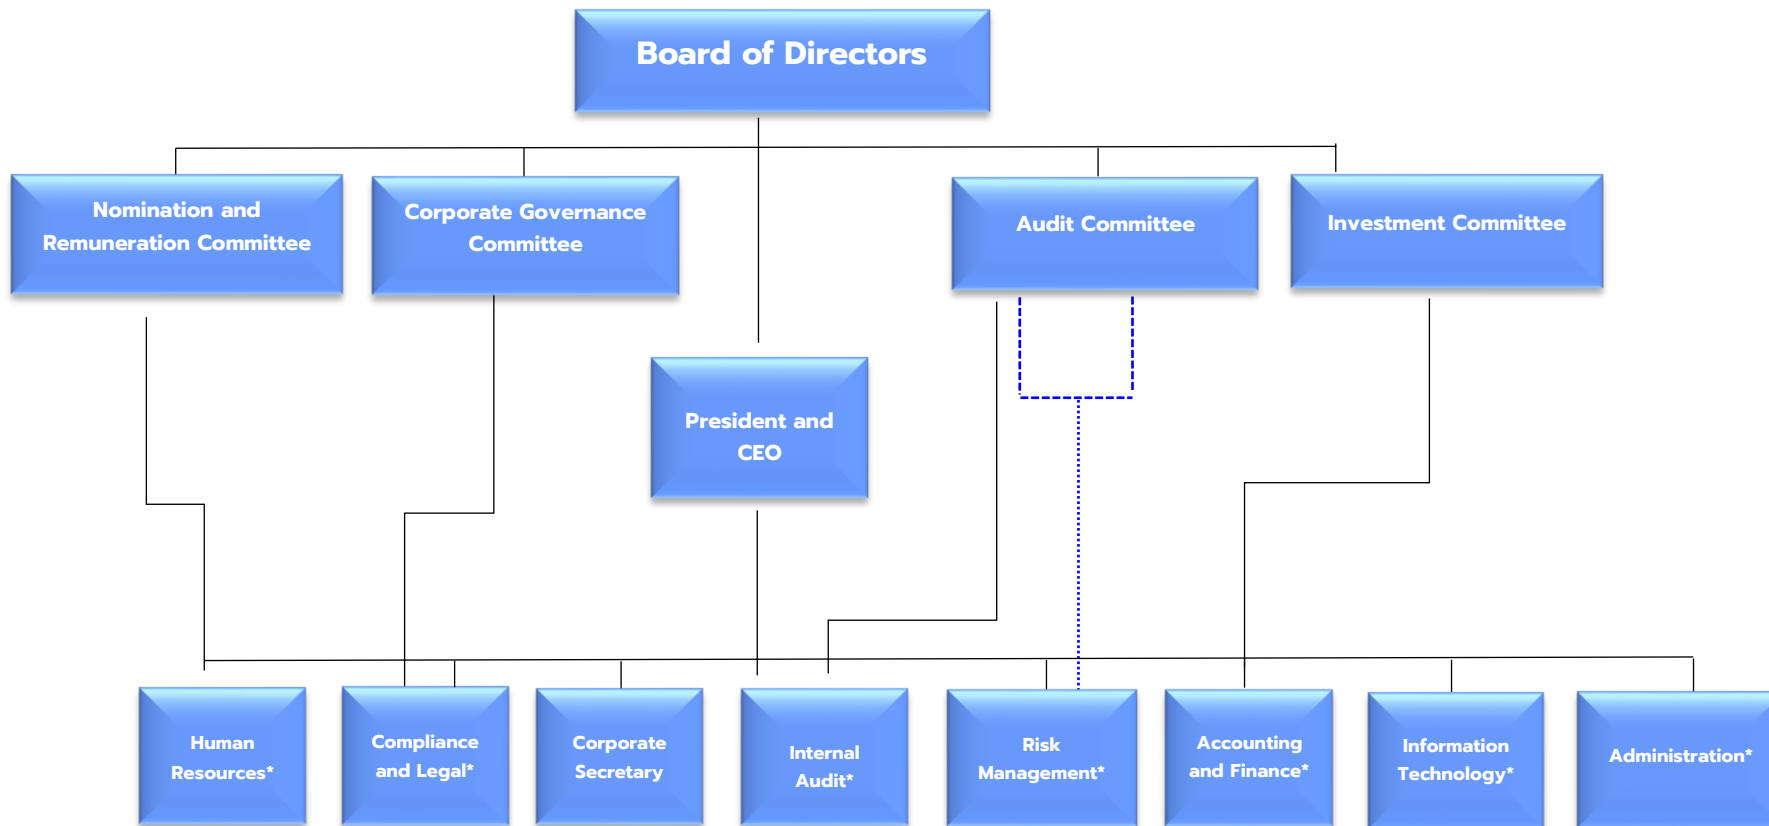 Board of Directors
Nomination and
Remuneration Committee
Corporate Governance
Committee
Audit Committee
Investment Committee
President and
CEO
Human
Resources*
Compliance
and Legal*
Corporate
Secretary
Internal
Audit*
Risk
Management*
Accounting
and Finance*
Information
Technology*
Administration*